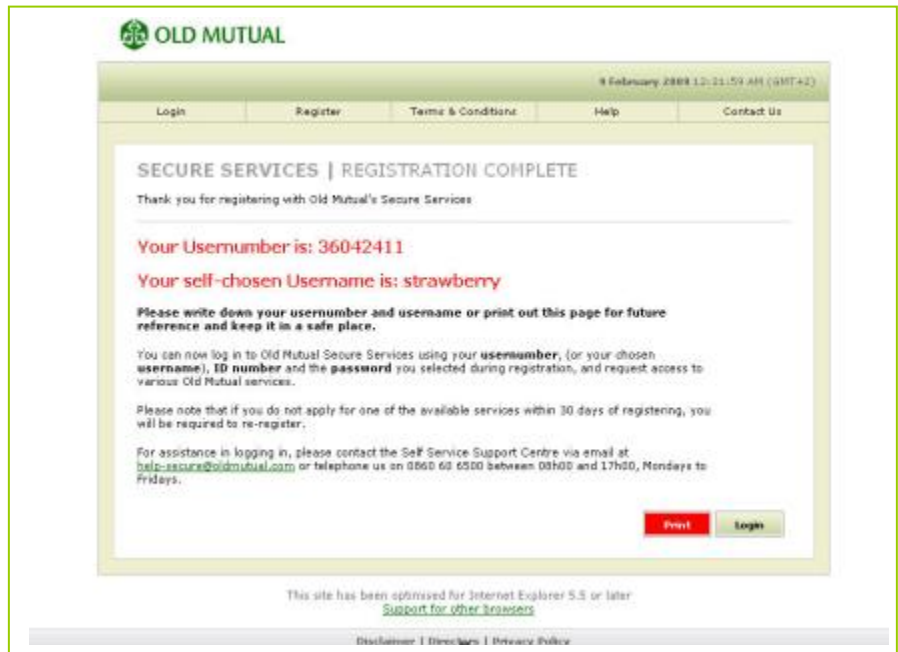 OLD MUTUAL
9 February 2009 12:21:59 AM (GMT+2)
Login Register Terms & Conditions Help Contact Us
SECURE SERVICES | REGISTRATION COMPLETE
Thank you for registering with Old Mutual's Secure Services
Your Usernumber is: 36042411
Your self-chosen Username is: strawberry
Please write down your usernumber and username or print out this page for future
reference and keep it in a safe place.
You can now log in to Old Mutual Secure Services using your usernumber, (or your chosen
username), ID number and the password you selected during registration, and request access to
various Old Mutual services.
Please note that if you do not apply for one of the available services within 30 days of registering, you
will be required to re-register.
For assistance in logging in, please contact the Self Service Support Centre via email at
help-secure@oldmutual.com or telephone us on 0860 60 6500 between 08h00 and 17h00, Mondays to
Fridays.
Print Login
This site has been optimised for Internet Explorer 5.5 or later
Support for other browsers
Disclaimer | Directors | Privacy Policy